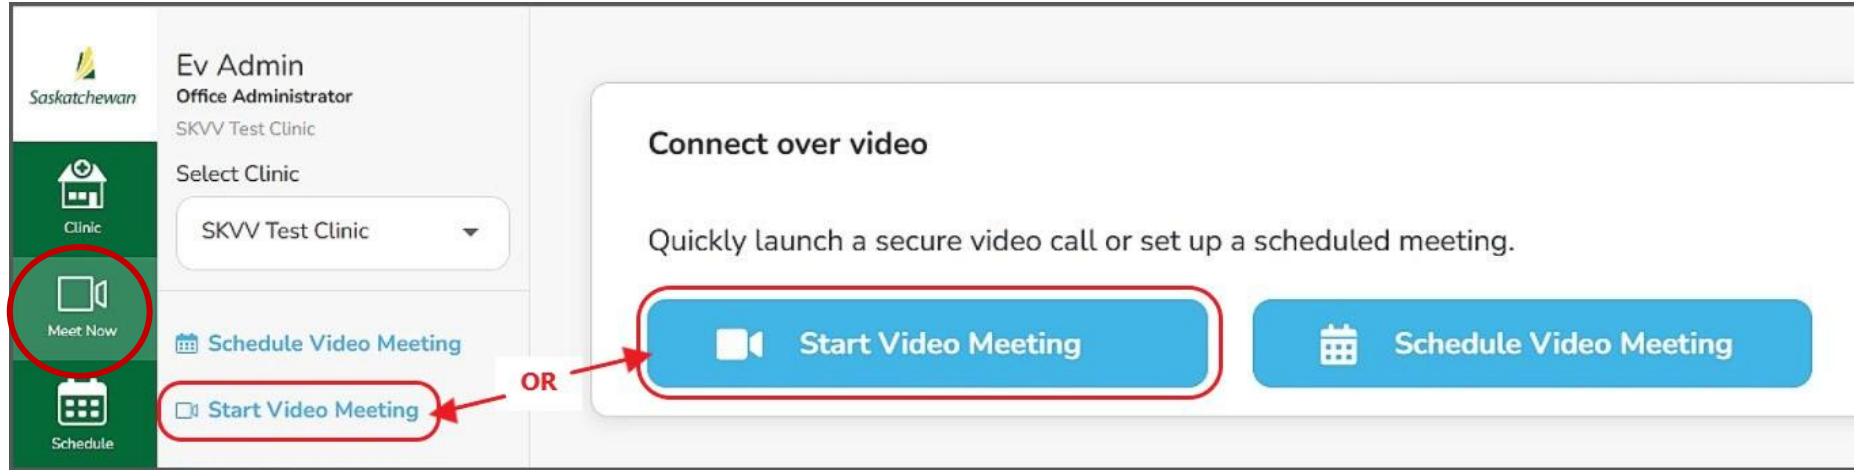 Saskatchewan
Clinic
Meet Now
Schedule
Ev Admin
Office Administrator
SKVV Test Clinic
Select Clinic
SKVV Test Clinic
Schedule Video Meeting
Start Video Meeting
OR
Connect over video
Quickly launch a secure video call or set up a scheduled meeting.
Start Video Meeting
Schedule Video Meeting